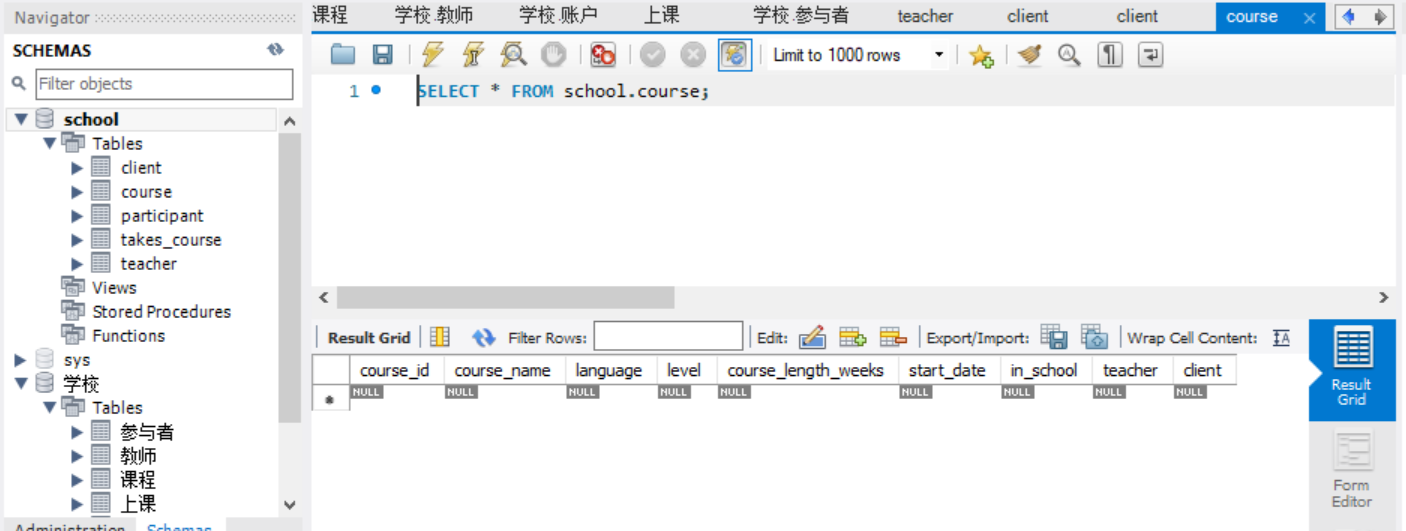 Navigator
课程 学校.教师 学校.账户 上课 学校.参与者 teacher client client course
SCHEMAS
Filter objects
Limit to 1000 rows
1 SELECT * FROM school.course;
school
Tables
client
course
participant
takes_course
teacher
Views
Stored Procedures
Functions
sys
学校
Tables
参与者
教师
课程
上课
Administration Schemas
Result Grid Filter Rows: Edit: Export/Import: Wrap Cell Content: IA
course_id course_name language level course_length_weeks start_date in_school teacher client
NULL NULL NULL NULL NULL NULL NULL NULL NULL
Result
Grid
Form
Editor